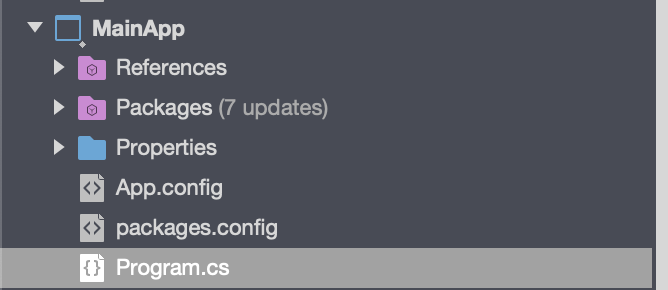 MainApp
References
Packages (7 updates)
Properties
App.config
packages.config
Program.cs